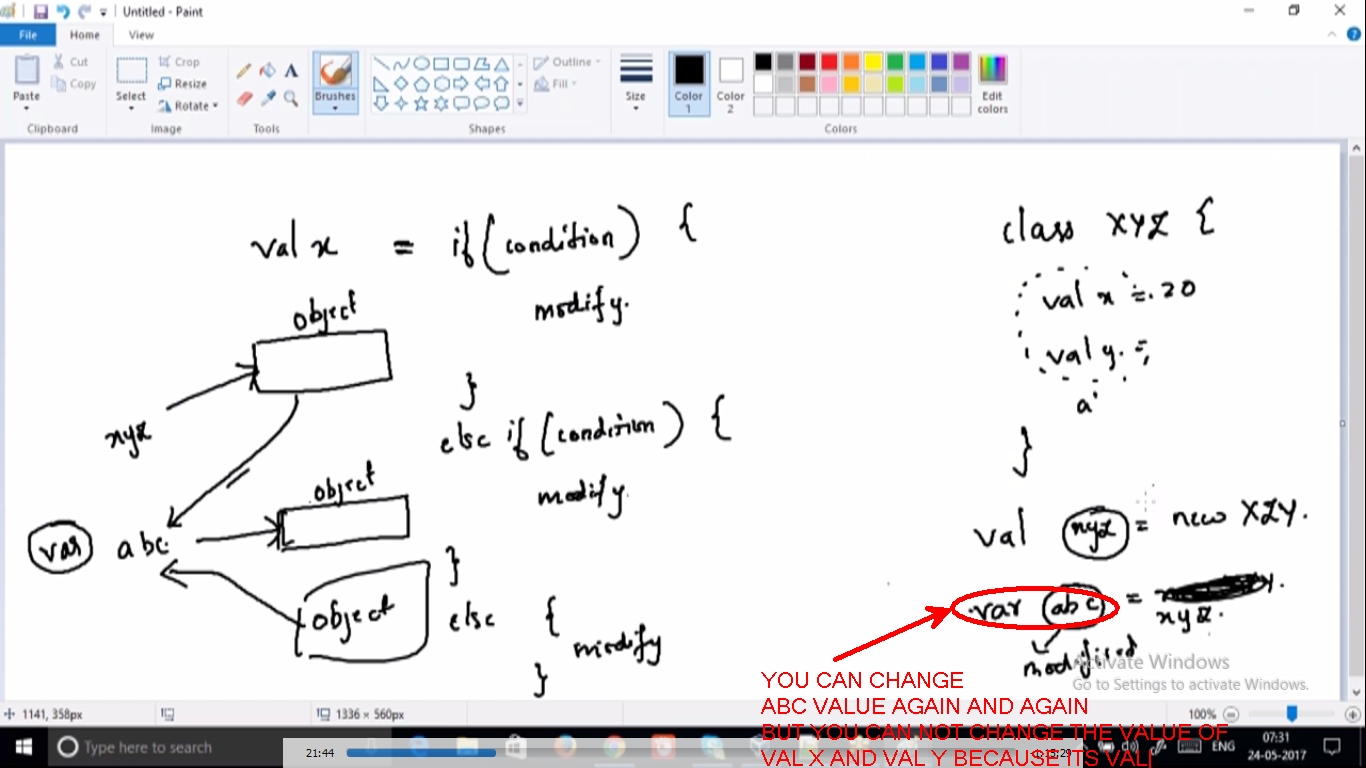 Untitled - Paint
File Home View
Paste
Cut
Copy
Clipboard
Select
Crop
Resize
Rotate
Image
Tools
Brushes
Shapes
Outline
Fill
Size
Color 1
Color 2
Edit colors
Colors
val x = if (condition) {
modify.
object
}
xyz
else if (condition) {
modify.
object
var abc
}
object
else {
modify
}
class XYZ {
val x = 20
val y =
a
}
val xyz = new XZY.
var abc =
xyz.
modified
Activate Windows
Go to Settings to activate Windows.
YOU CAN CHANGE
ABC VALUE AGAIN AND AGAIN
BUT YOU CAN NOT CHANGE THE VALUE OF
VAL X AND VAL Y BECAUSE ITS VAL
1141, 358px
1336 × 560px
100%
Type here to search
21:44
-1:15:29
ENG
07:31
24-05-2017